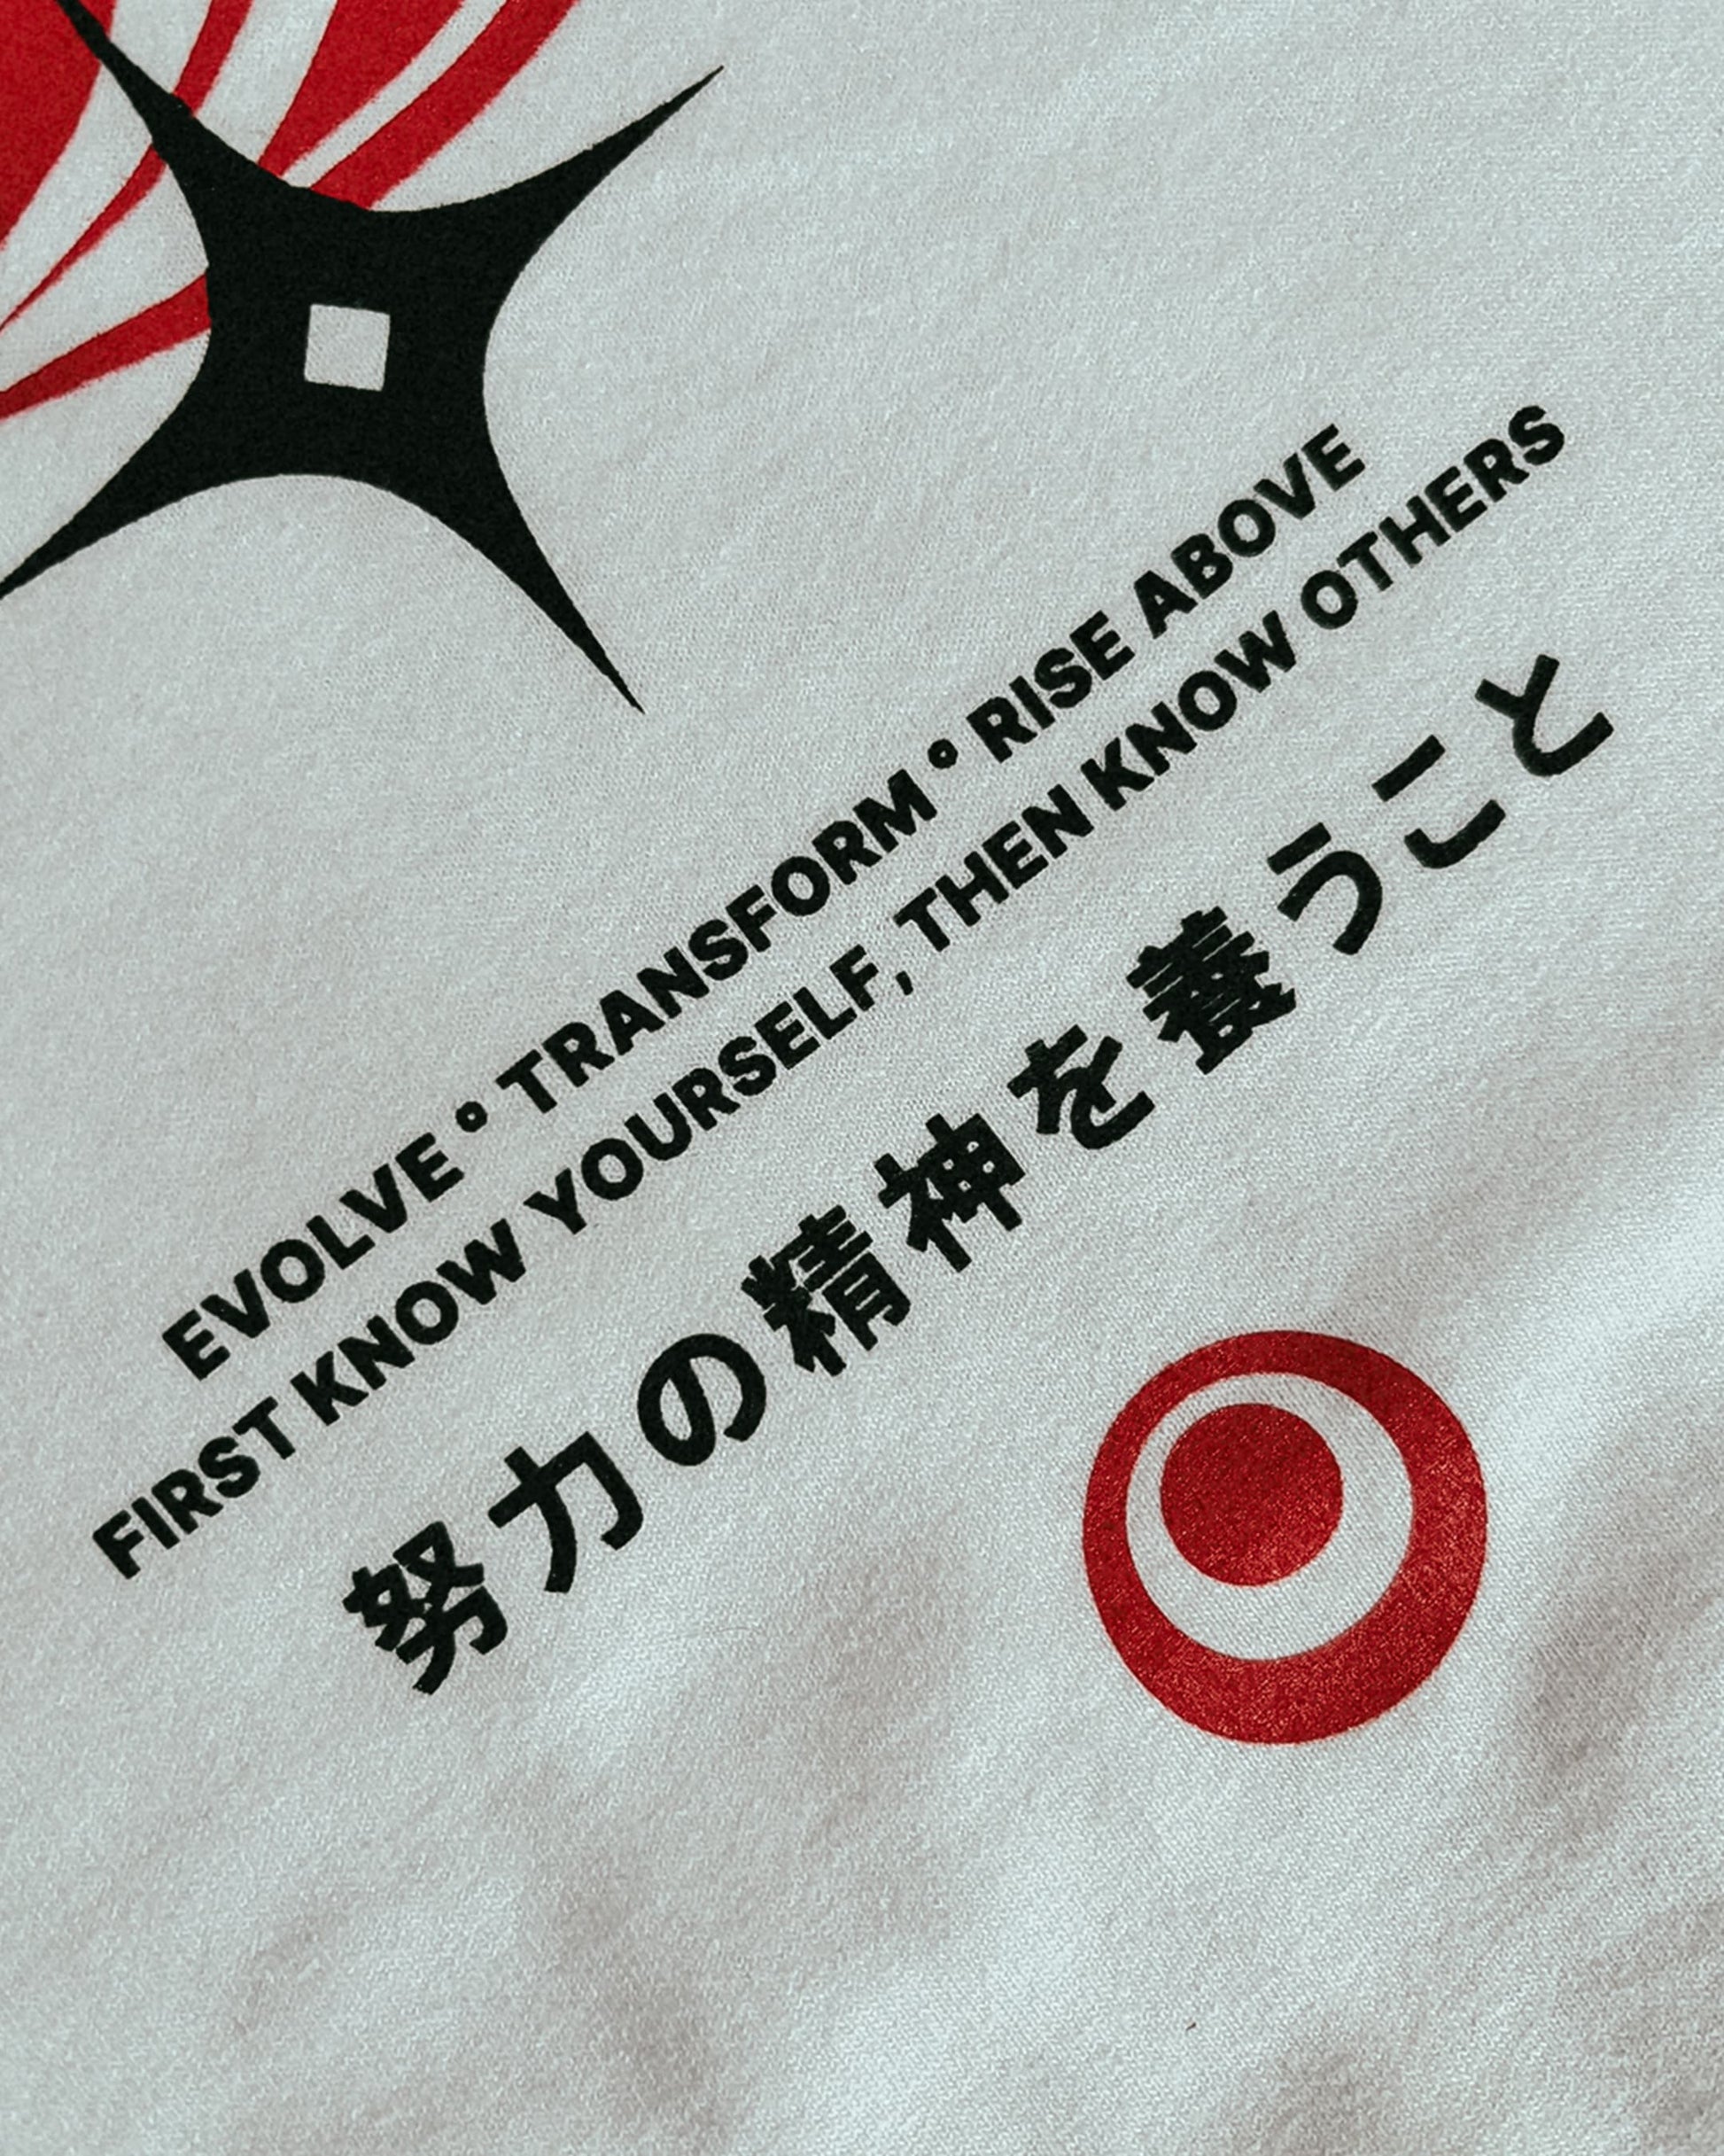 EVOLVE ° TRANSFORM ° RISE ABOVE
FIRST KNOW YOURSELF, THEN KNOW OTHERS
努力の精神を養うこと